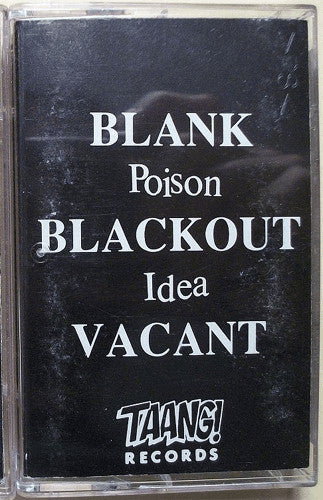 BLANK
Poison
BLACKOUT
Idea
VACANT
TAANG!
RECORDS